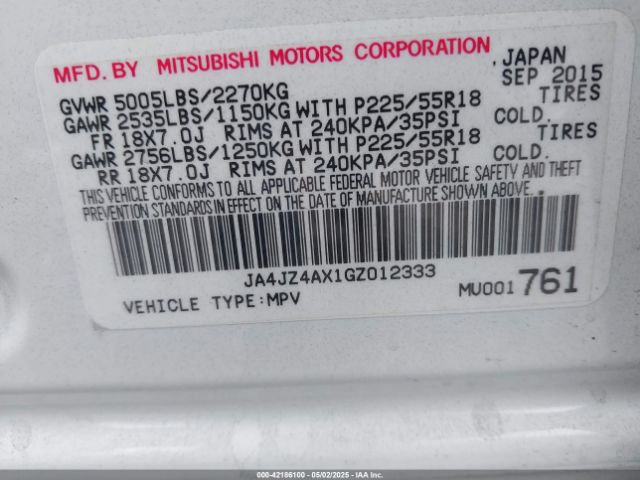 MFD. BY MITSUBISHI MOTORS CORPORATION , JAPAN
SEP 2015
GVWR 5005LBS/2270KG
GAWR 2535LBS/1150KG WITH P225/55R18 TIRES
FR 18X7.0J RIMS AT 240KPA/35PSI COLD.
GAWR 2756LBS/1250KG WITH P225/55R18 TIRES
RR 18X7.0J RIMS AT 240KPA/35PSI COLD.
THIS VEHICLE CONFORMS TO ALL APPLICABLE FEDERAL MOTOR VEHICLE SAFETY AND THEFT
PREVENTION STANDARDS IN EFFECT ON THE DATE OF MANUFACTURE SHOWN ABOVE.
JA4JZ4AX1GZ012333
VEHICLE TYPE:MPV MU001 761
000-42186100 - 05/02/2025 - IAA Inc.